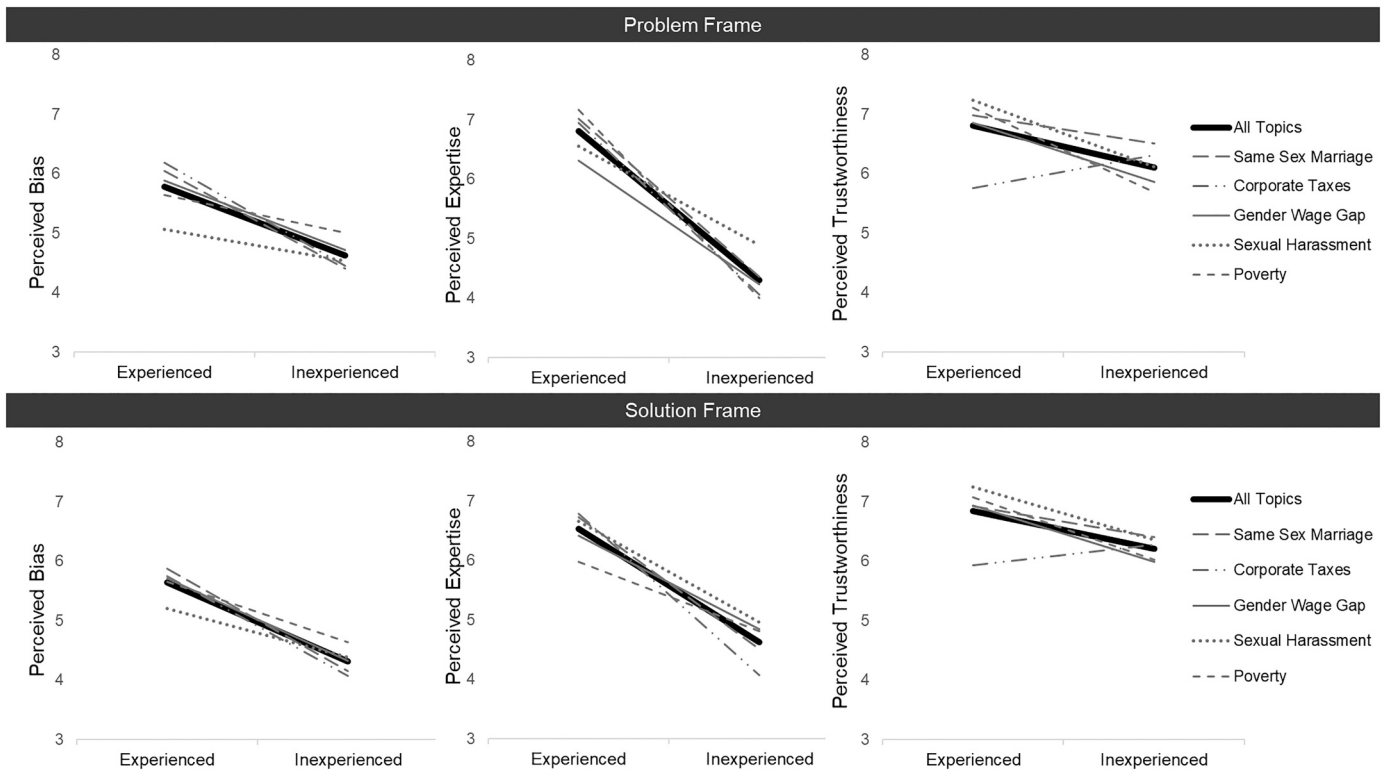 Problem Frame
Perceived Bias
8
7
6
5
4
3
Experienced
Inexperienced
Perceived Expertise
8
7
6
5
4
3
Experienced
Inexperienced
Perceived Trustworthiness
8
7
6
5
4
3
Experienced
Inexperienced
All Topics
Same Sex Marriage
Corporate Taxes
Gender Wage Gap
Sexual Harassment
Poverty
Solution Frame
Perceived Bias
8
7
6
5
4
3
Experienced
Inexperienced
Perceived Expertise
8
7
6
5
4
3
Experienced
Inexperienced
Perceived Trustworthiness
8
7
6
5
4
3
Experienced
Inexperienced
All Topics
Same Sex Marriage
Corporate Taxes
Gender Wage Gap
Sexual Harassment
Poverty